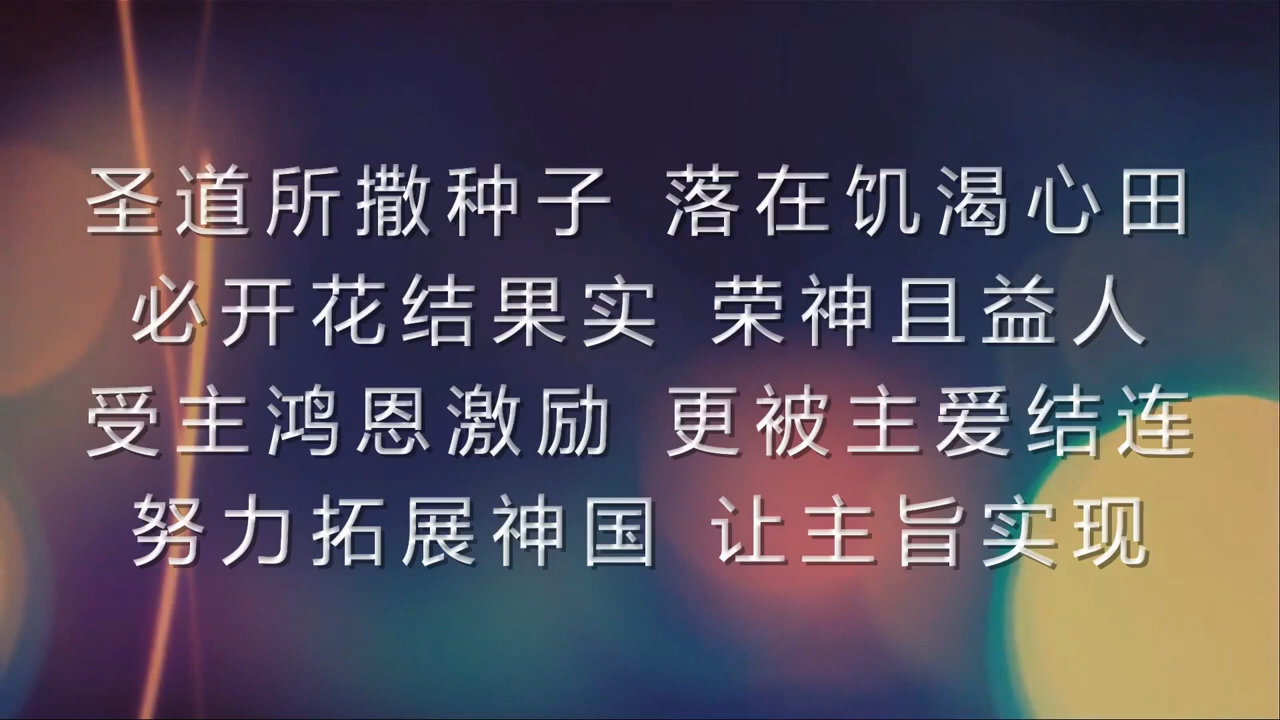 圣道所撒种子 落在饥渴心田
必开花结果实 荣神且益人
受主鸿恩激励 更被主爱结连
努力拓展神国 让主旨实现